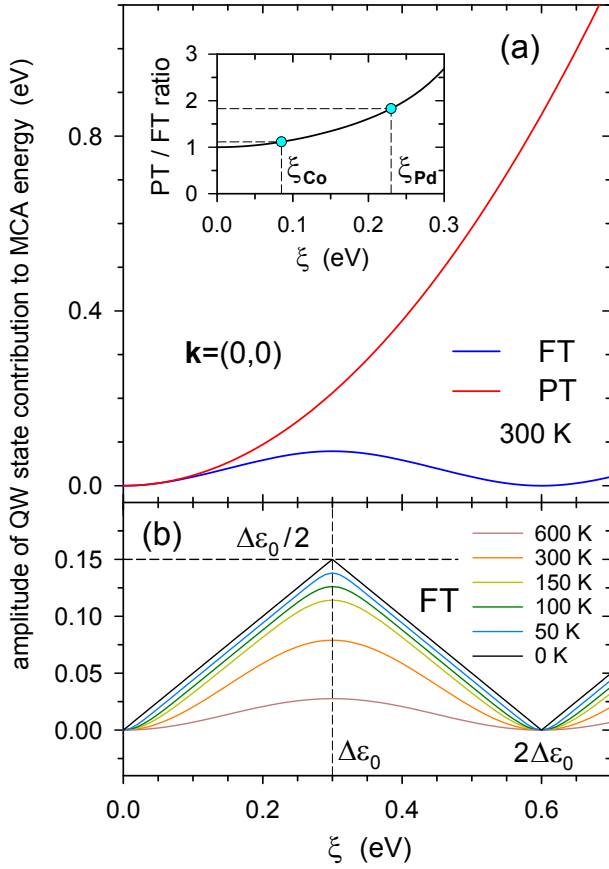 amplitude of QW state contribution to MCA energy (eV)
(a)
0.8
0.4
0.0
PT / FT ratio
3
2
1
0
ξCo
ξPd
0.0 0.1 0.2 0.3
ξ (eV)
k=(0,0)
FT
PT
300 K
(b)
Δε0/2
FT
600 K
300 K
150 K
100 K
50 K
0 K
0.15
0.10
0.05
0.00
Δε0
2Δε0
0.0 0.2 0.4 0.6
ξ (eV)